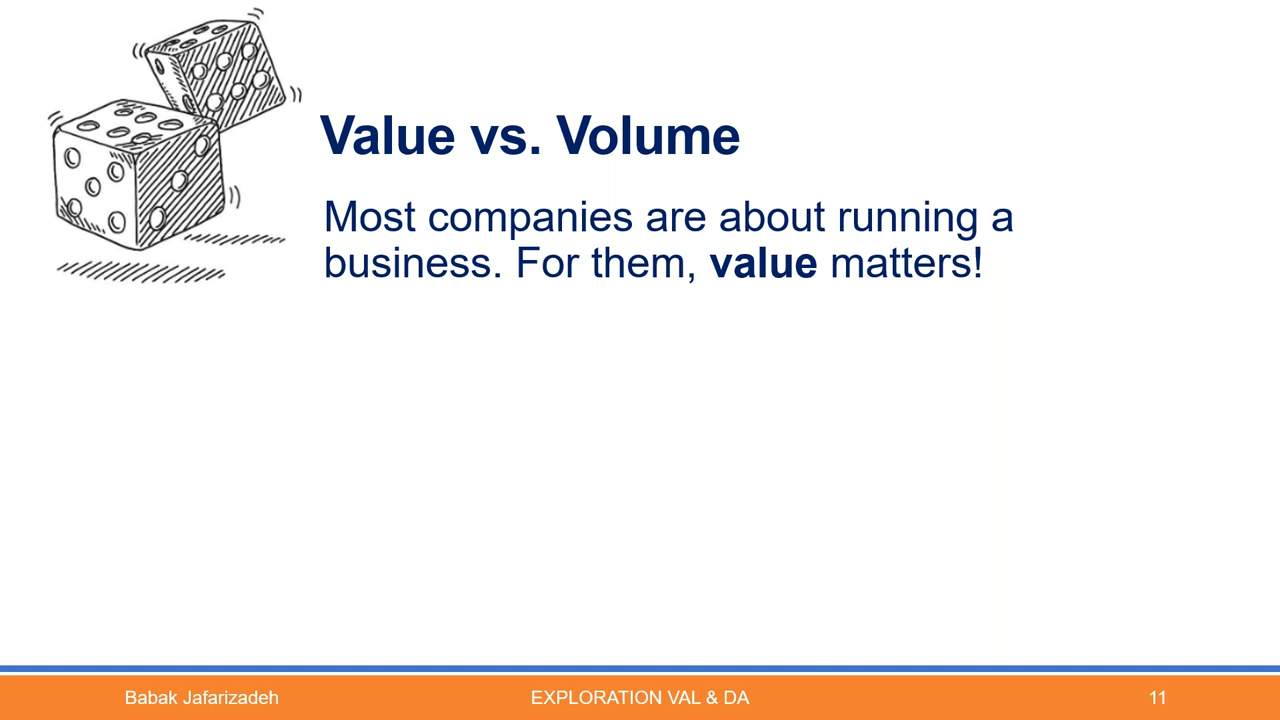 Value vs. Volume
Most companies are about running a
business. For them, value matters!
Babak Jafarizadeh
EXPLORATION VAL & DA
11